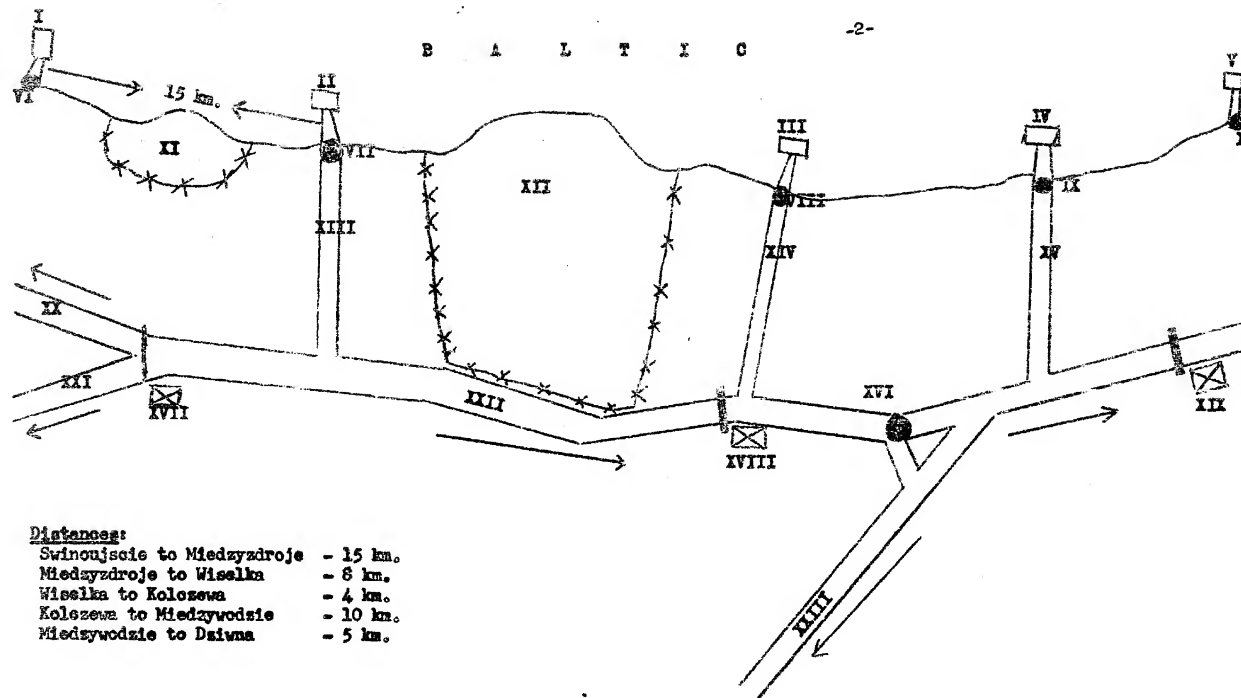 -2-
I
B A L T I C
V
II
VI
15 km.
III
IV
XI
VII
XII
VIII
IX
XIII
XIV
XV
XX
XXI
XVII
XXII
XVI
XIX
XVIII
XXIII
Distances:
Swinoujscie to Miedzyzdroje - 15 km.
Miedzyzdroje to Wiselka - 8 km.
Wiselka to Kolczewa - 4 km.
Kolczewa to Miedzywodzie - 10 km.
Miedzywodzie to Dziwna - 5 km.